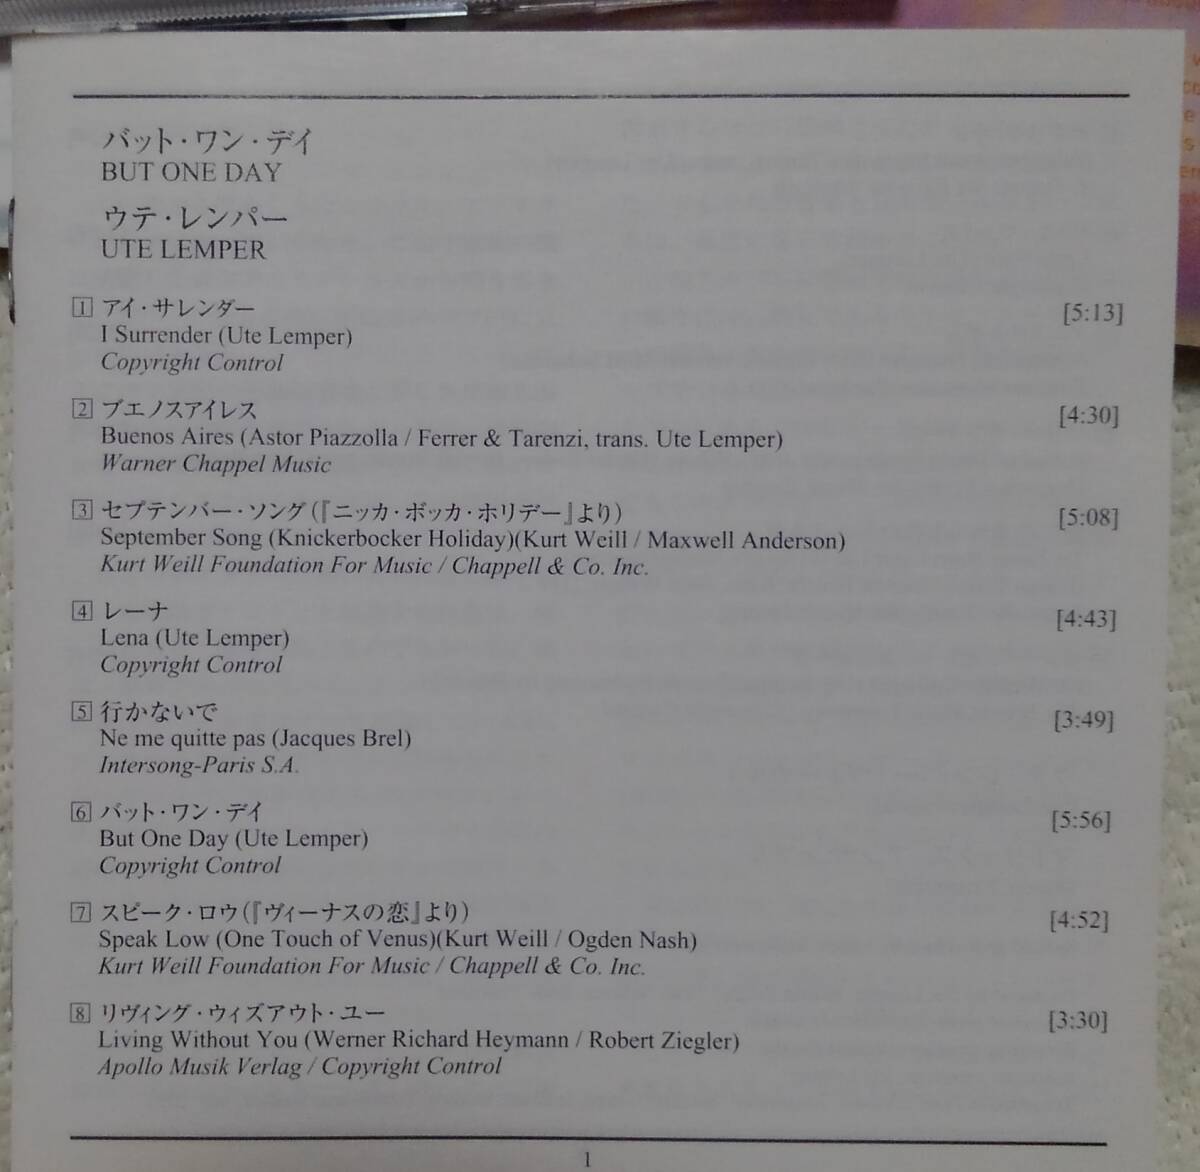 バット・ワン・デイ
BUT ONE DAY
ウテ・レンパー
UTE LEMPER
1 アイ・サレンダー [5:13]
I Surrender (Ute Lemper)
Copyright Control
2 ブエノスアイレス [4:30]
Buenos Aires (Astor Piazzolla / Ferrer & Tarenzi, trans. Ute Lemper)
Warner Chappel Music
3 セプテンバー・ソング(『ニッカ・ボッカ・ホリデー』より) [5:08]
September Song (Knickerbocker Holiday)(Kurt Weill / Maxwell Anderson)
Kurt Weill Foundation For Music / Chappell & Co. Inc.
4 レーナ [4:43]
Lena (Ute Lemper)
Copyright Control
5 行かないで [3:49]
Ne me quitte pas (Jacques Brel)
Intersong-Paris S.A.
6 バット・ワン・デイ [5:56]
But One Day (Ute Lemper)
Copyright Control
7 スピーク・ロウ(『ヴィーナスの恋』より) [4:52]
Speak Low (One Touch of Venus)(Kurt Weill / Ogden Nash)
Kurt Weill Foundation For Music / Chappell & Co. Inc.
8 リヴィング・ウィズアウト・ユー [3:30]
Living Without You (Werner Richard Heymann / Robert Ziegler)
Apollo Musik Verlag / Copyright Control
1